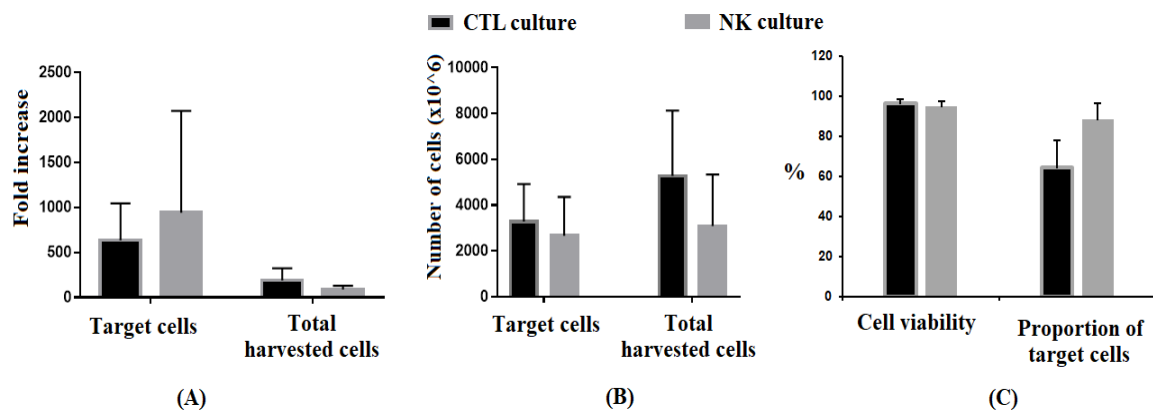 CTL culture
NK culture
Fold increase
2500
2000
1500
1000
500
0
Target cells
Total
harvested cells
(A)
Number of cells (x10^6)
10000
8000
6000
4000
2000
0
Target cells
Total
harvested cells
(B)
%
120
100
80
60
40
20
0
Cell viability
Proportion of
target cells
(C)